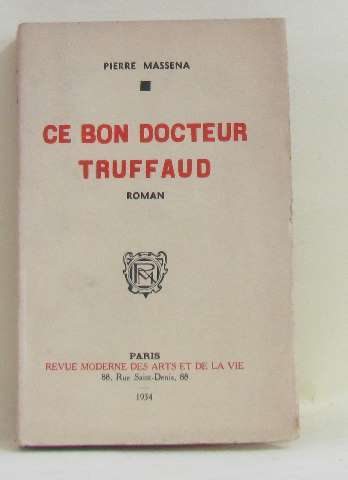 PIERRE MASSENA
CE BON DOCTEUR
TRUFFAUD
ROMAN
RM
PARIS
REVUE MODERNE DES ARTS ET DE LA VIE
88, Rue Saint-Denis, 88
1934